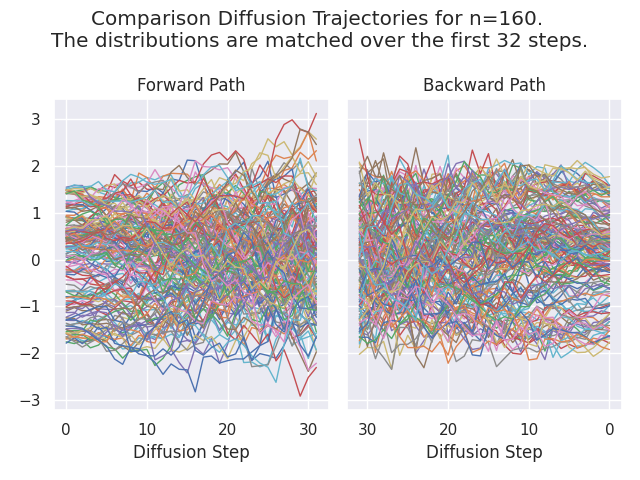 Comparison Diffusion Trajectories for n=160.
The distributions are matched over the first 32 steps.
Forward Path
Backward Path
3
2
1
0
−1
−2
−3
0 10 20 30
30 20 10 0
Diffusion Step
Diffusion Step